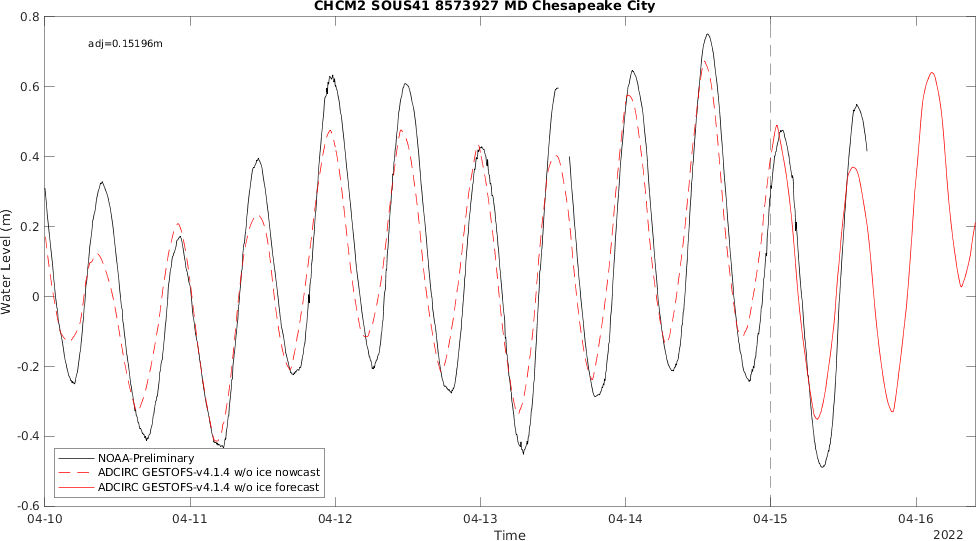 CHCM2 SOUS41 8573927 MD Chesapeake City
adj=0.15196m
Water Level (m)
0.8
0.6
0.4
0.2
0
-0.2
-0.4
-0.6
NOAA-Preliminary
ADCIRC GESTOFS-v4.1.4 w/o ice nowcast
ADCIRC GESTOFS-v4.1.4 w/o ice forecast
04-10 04-11 04-12 04-13 04-14 04-15 04-16
Time
2022